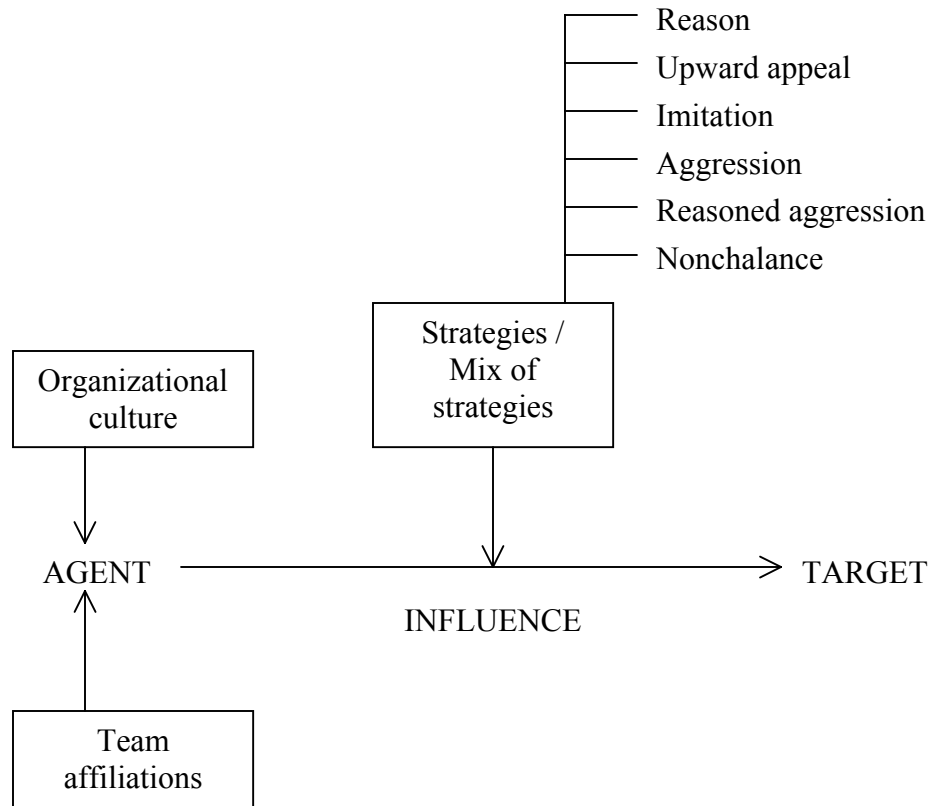 Reason
Upward appeal
Imitation
Aggression
Reasoned aggression
Nonchalance
Strategies /
Mix of
strategies
Organizational
culture
AGENT
TARGET
INFLUENCE
Team
affiliations